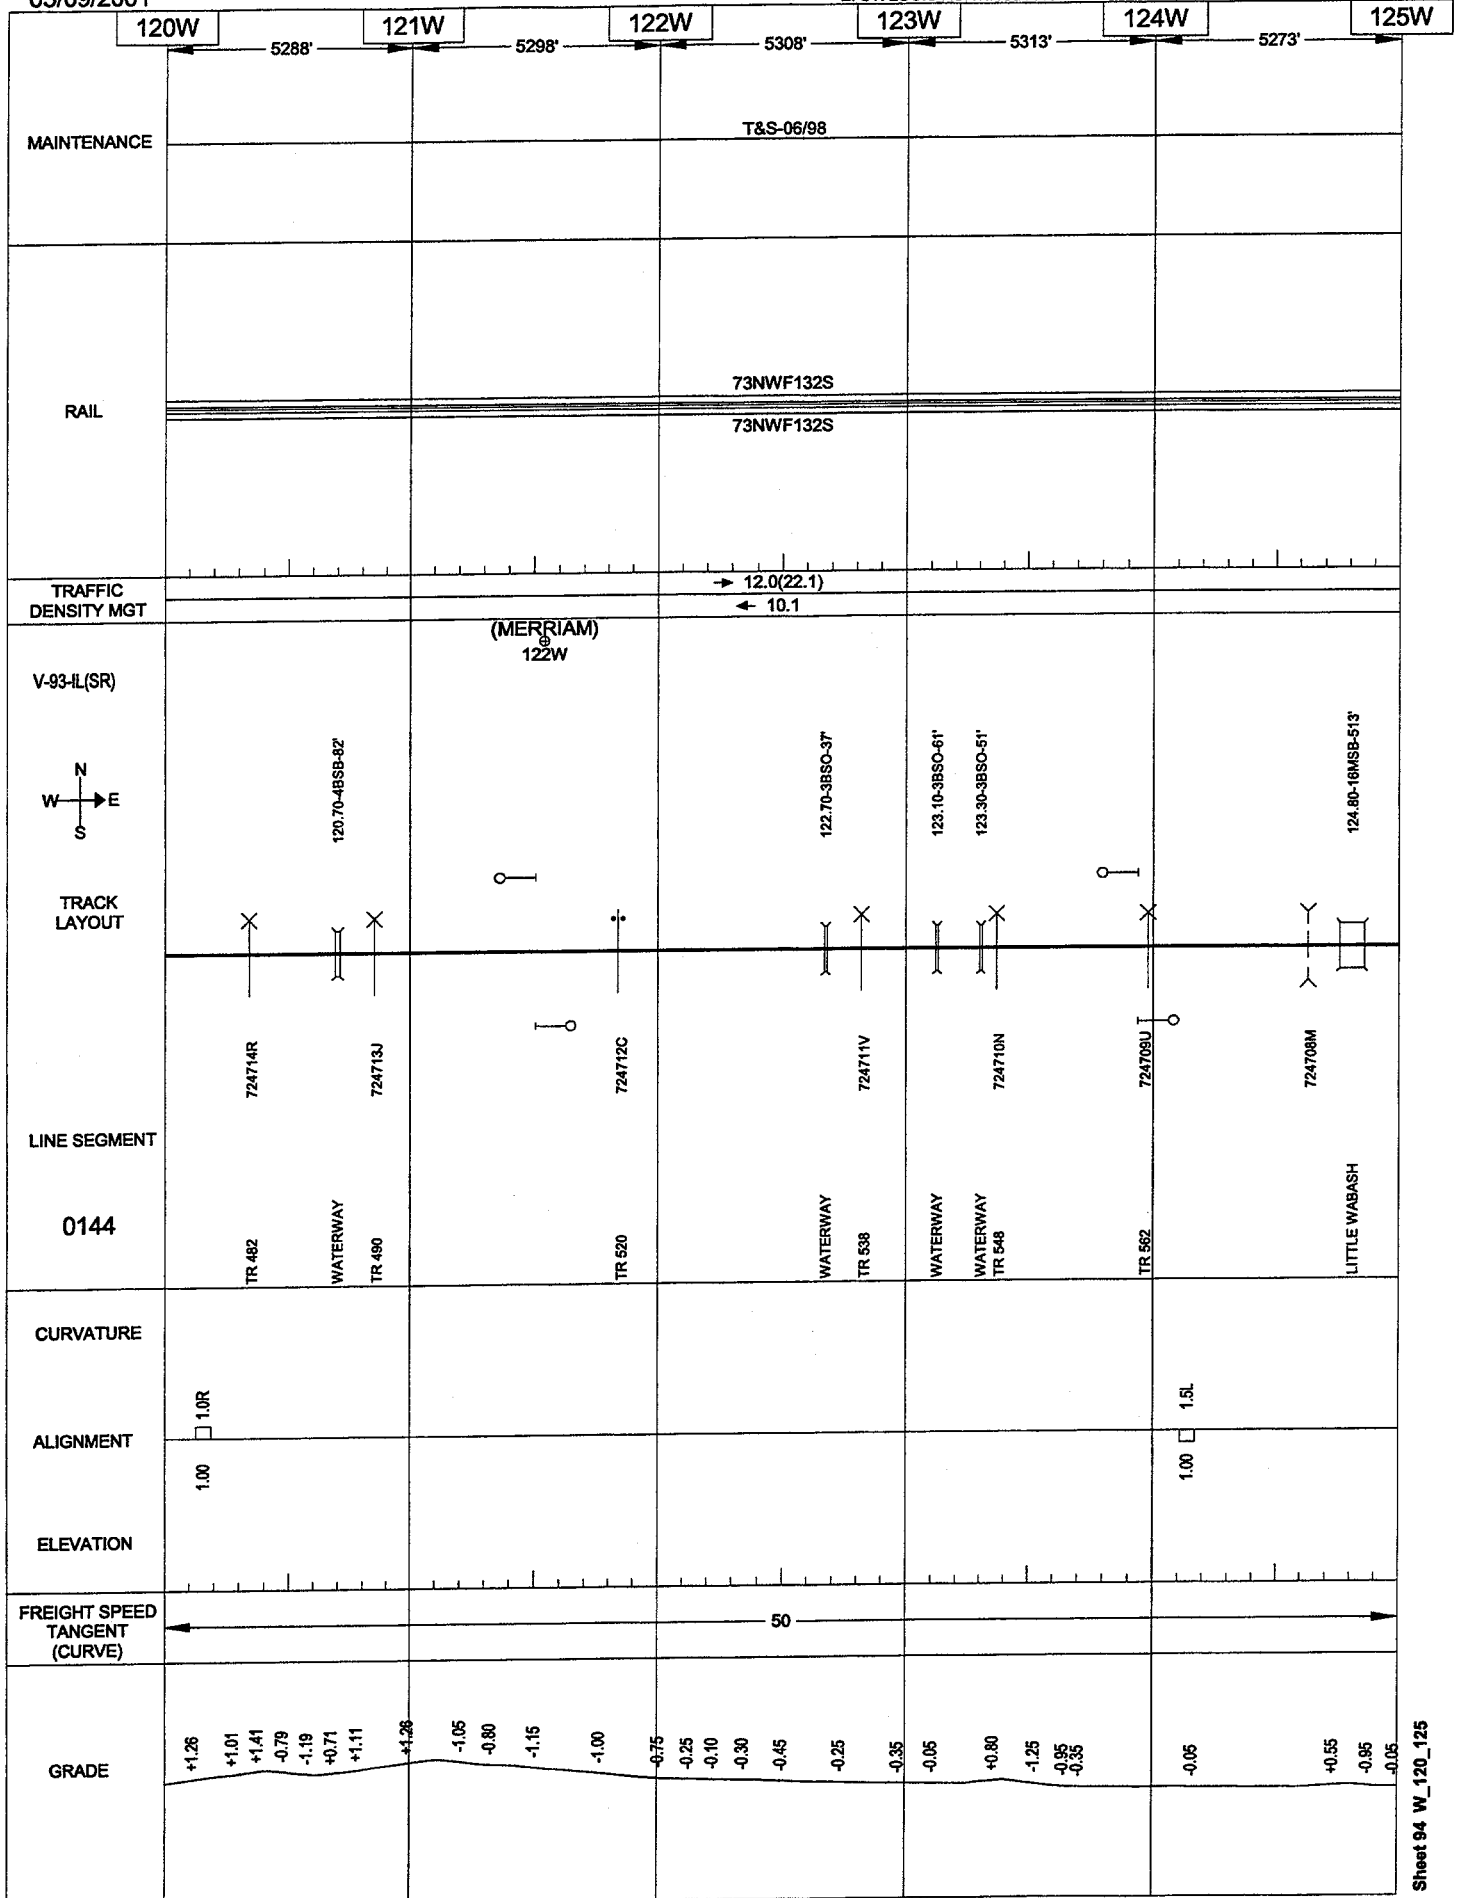 120W 121W 122W 123W 124W 125W
5288' 5298' 5308' 5313' 5273'
MAINTENANCE
T&S-06/98
RAIL
73NWF132S
73NWF132S
TRAFFIC
DENSITY MGT
→ 12.0(22.1)
← 10.1
(MERRIAM)
122W
V-93-IL(SR)
N
W E
S
120.70-4BSB-82'
122.70-3BSO-37'
123.10-3BSO-61'
123.30-3BSO-51'
124.80-16MSB-513'
TRACK
LAYOUT
724714R
724713J
724712C
724711V
724710N
724709U
724708M
LINE SEGMENT
0144
TR 482
WATERWAY
TR 490
TR 520
WATERWAY
TR 538
WATERWAY
WATERWAY
TR 548
TR 562
LITTLE WABASH
CURVATURE
1.0R
1.5L
ALIGNMENT
1.00
1.00
ELEVATION
FREIGHT SPEED
TANGENT
(CURVE)
50
GRADE
+1.26
+1.01
+1.41
-0.79
-1.19
+0.71
+1.11
+1.26
-1.05
-0.80
-1.15
-1.00
-0.75
-0.25
-0.10
-0.30
-0.45
-0.25
-0.35
-0.05
+0.80
-1.25
-0.95
-0.35
-0.05
+0.55
-0.95
-0.05
Sheet 94 W_120_125